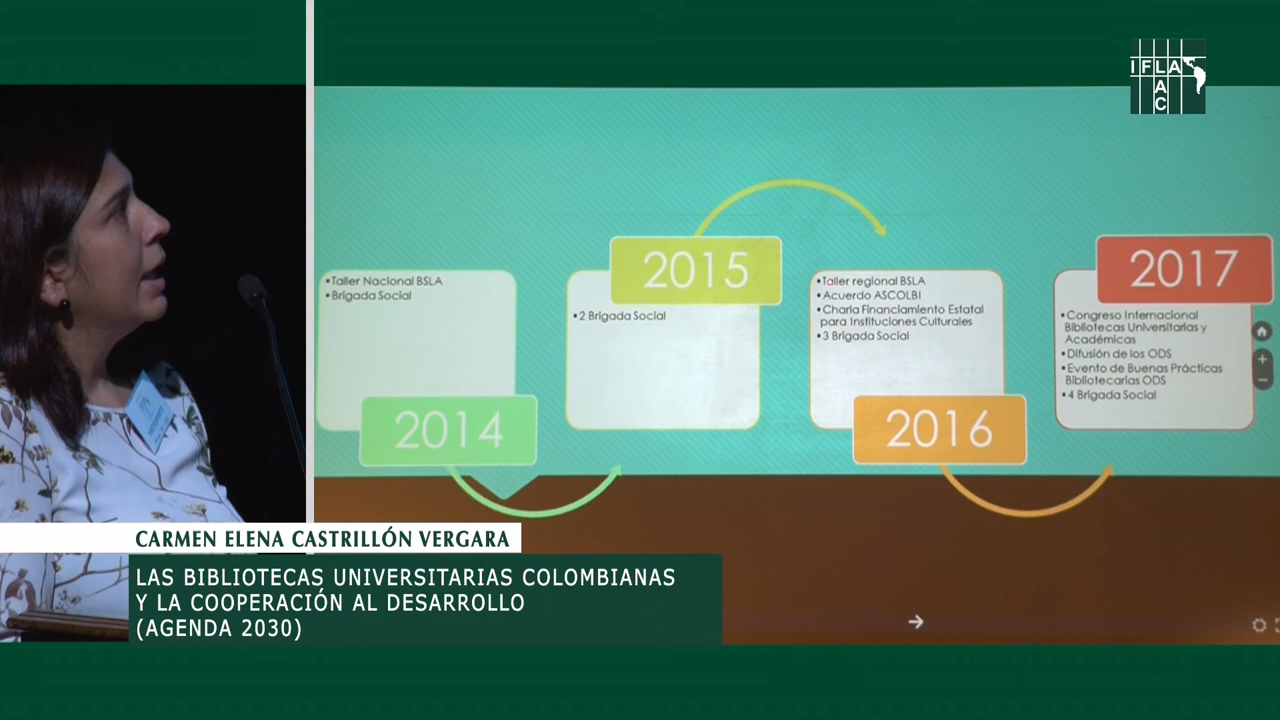 IFLA
LAC
•Taller Nacional BSLA
•Brigada Social
2014
2015
•2 Brigada Social
•Taller regional BSLA
•Acuerdo ASCOLBI
•Charla Financiamiento Estatal
para Instituciones Culturales
•3 Brigada Social
2016
2017
•Congreso Internacional
Bibliotecas Universitarias y
Académicas
•Difusión de los ODS
•Evento de Buenas Prácticas
Bibliotecarias ODS
•4 Brigada Social
CARMEN ELENA CASTRILLÓN VERGARA
LAS BIBLIOTECAS UNIVERSITARIAS COLOMBIANAS
Y LA COOPERACIÓN AL DESARROLLO
(AGENDA 2030)